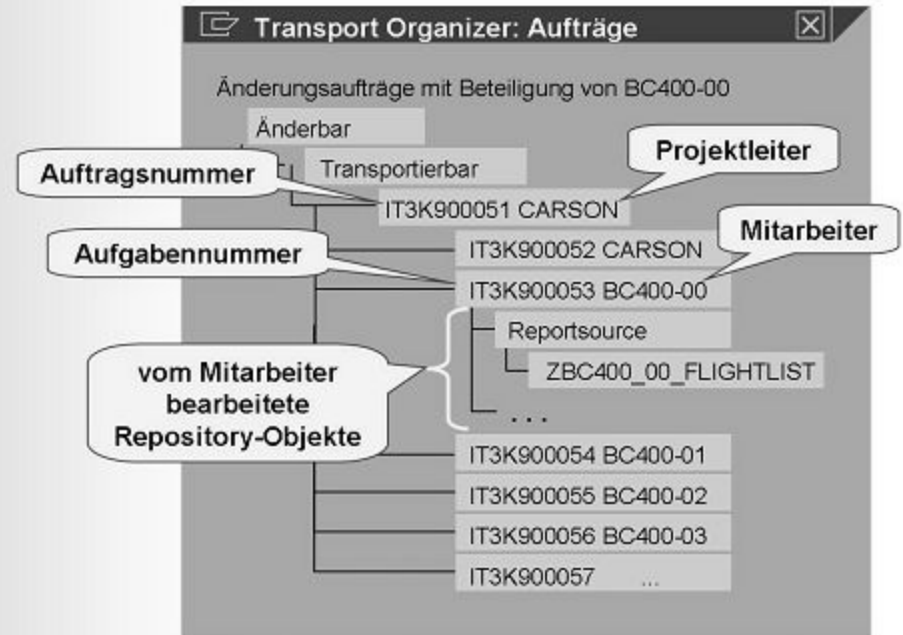 Transport Organizer: Aufträge
Änderungsaufträge mit Beteiligung von BC400-00
Änderbar
Transportierbar
Projektleiter
Auftragsnummer
IT3K900051 CARSON
Mitarbeiter
Aufgabennummer
IT3K900052 CARSON
IT3K900053 BC400-00
Reportsource
ZBC400_00_FLIGHTLIST
. . .
vom Mitarbeiter
bearbeitete
Repository-Objekte
IT3K900054 BC400-01
IT3K900055 BC400-02
IT3K900056 BC400-03
IT3K900057 ...